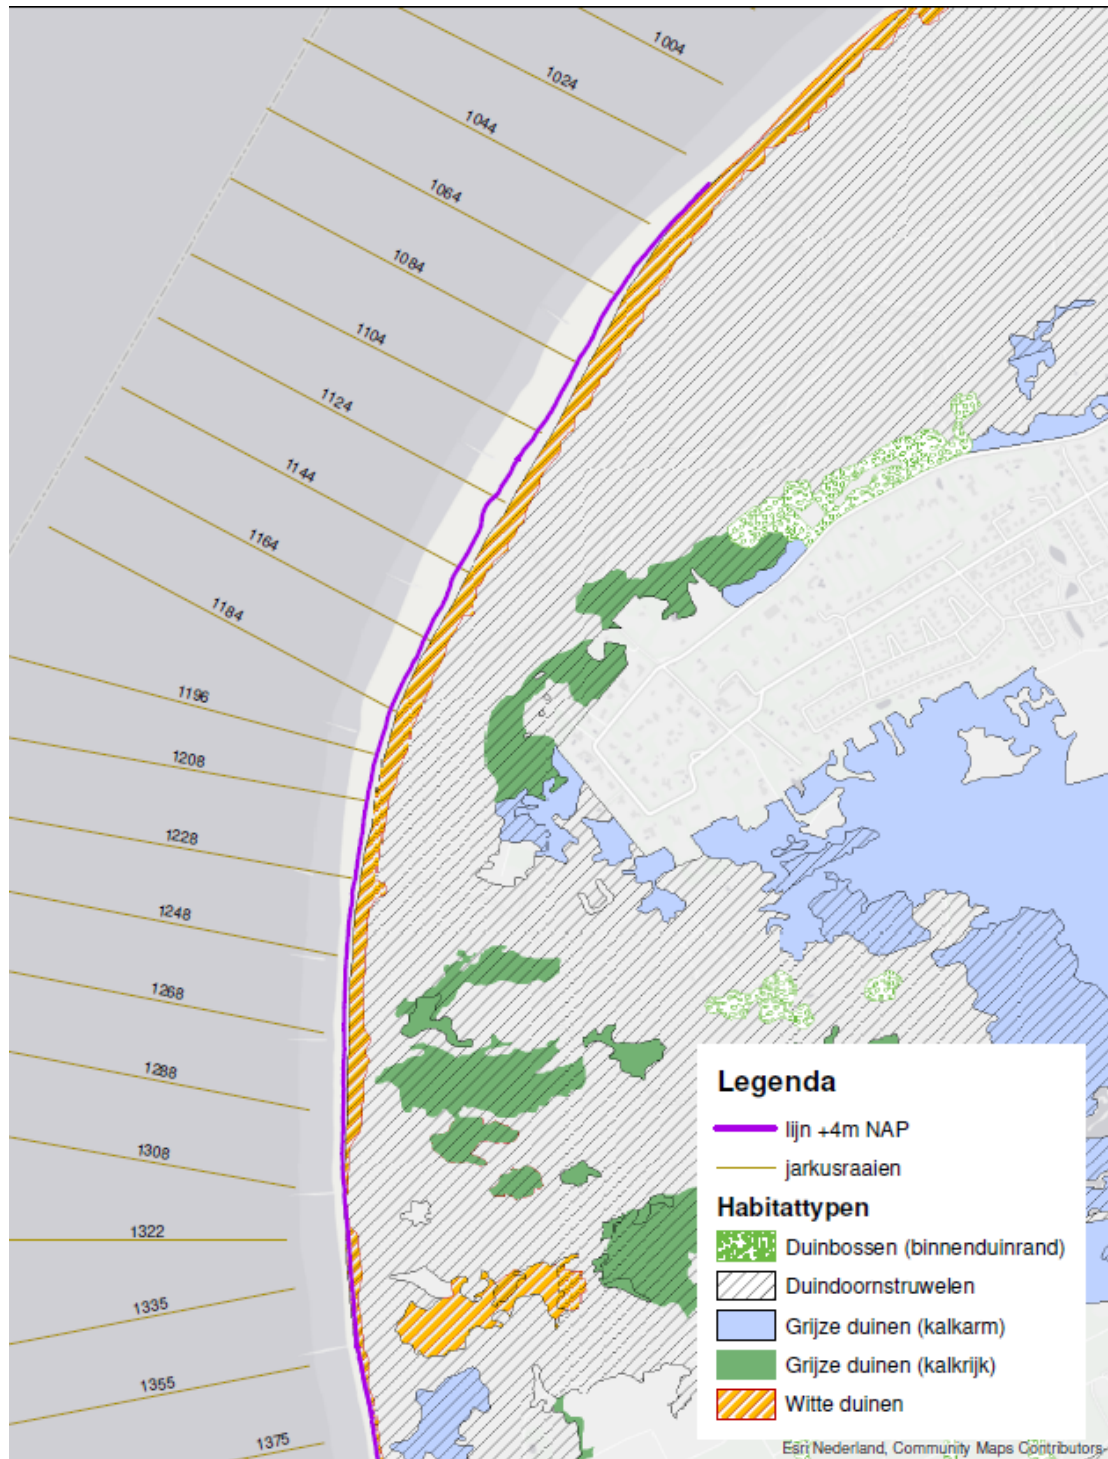 1004
1024
1044
1064
1084
1104
1124
1144
1164
1184
1196
1208
1228
1248
1268
1288
1308
1322
1335
1355
1375
Legenda
lijn +4m NAP
jarkusraaien
Habitattypen
Duinbossen (binnenduinrand)
Duindoornstruwelen
Grijze duinen (kalkarm)
Grijze duinen (kalkrijk)
Witte duinen
Esri Nederland, Community Maps Contributors